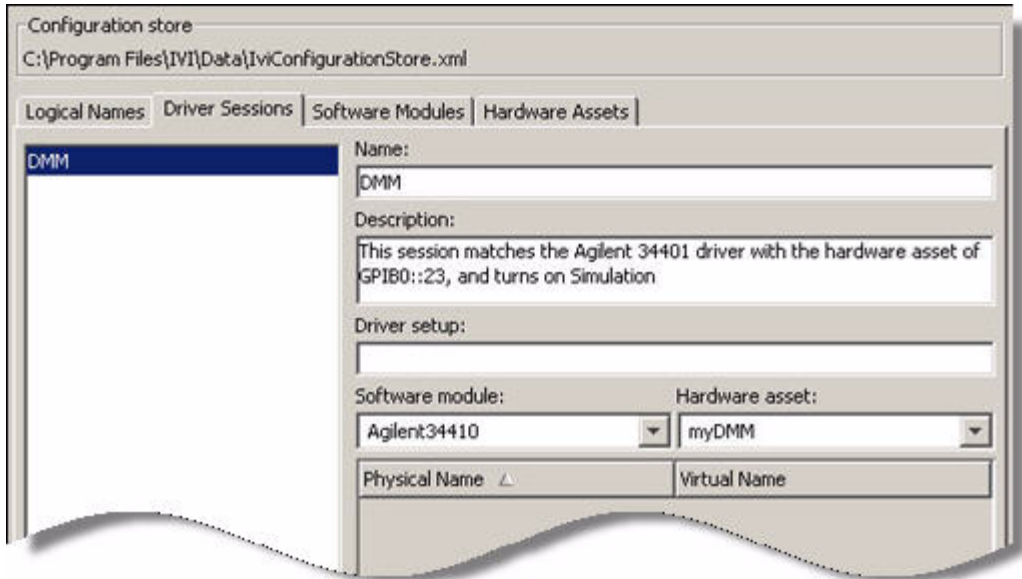 Configuration store
C:\Program Files\IVI\Data\IviConfigurationStore.xml
Logical Names Driver Sessions Software Modules Hardware Assets
DMM
Name:
DMM
Description:
This session matches the Agilent 34401 driver with the hardware asset of
GPIB0::23, and turns on Simulation
Driver setup:
Software module: Hardware asset:
Agilent34410 myDMM
Physical Name Virtual Name